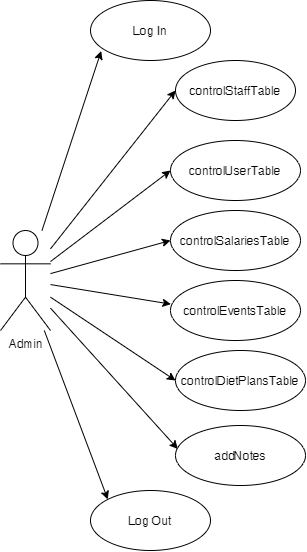 Log In
controlStaffTable
controlUserTable
controlSalariesTable
controlEventsTable
Admin
controlDietPlansTable
addNotes
Log Out